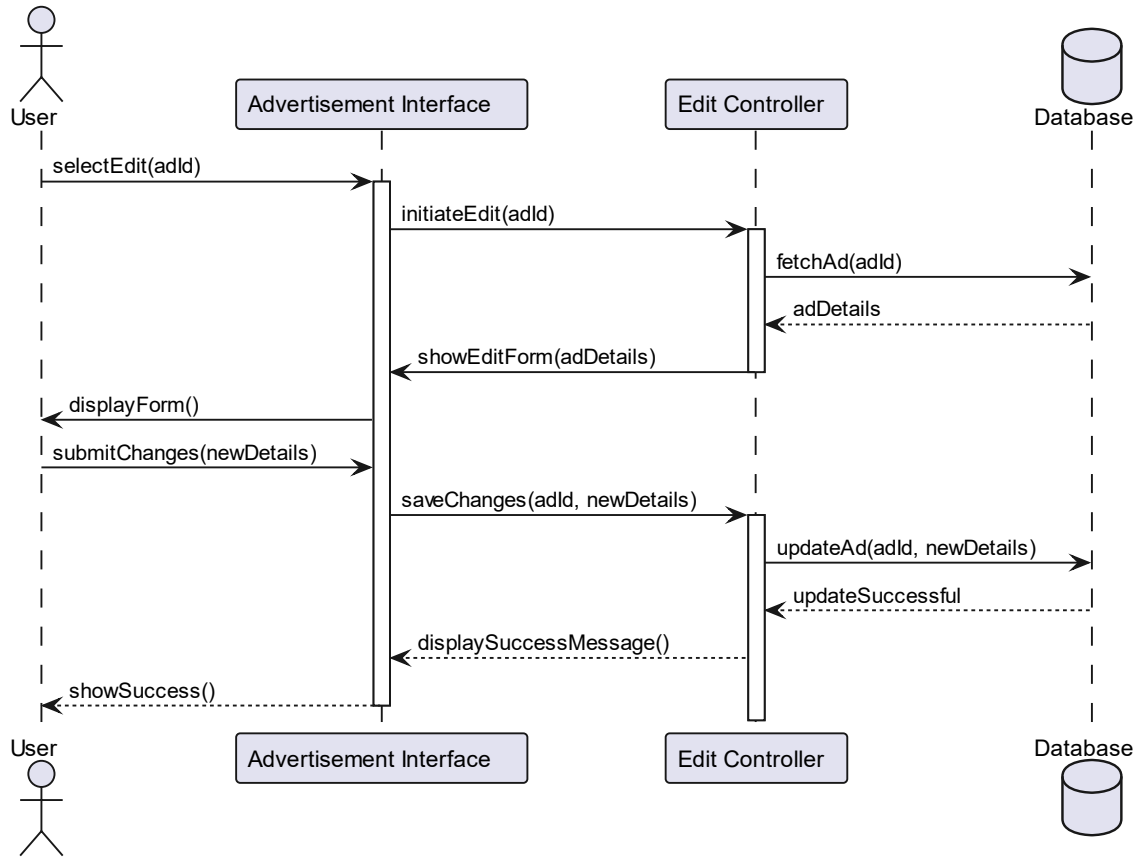 User
Advertisement Interface
Edit Controller
Database
selectEdit(adId)
initiateEdit(adId)
fetchAd(adId)
adDetails
showEditForm(adDetails)
displayForm()
submitChanges(newDetails)
saveChanges(adId, newDetails)
updateAd(adId, newDetails)
updateSuccessful
displaySuccessMessage()
showSuccess()
User
Advertisement Interface
Edit Controller
Database